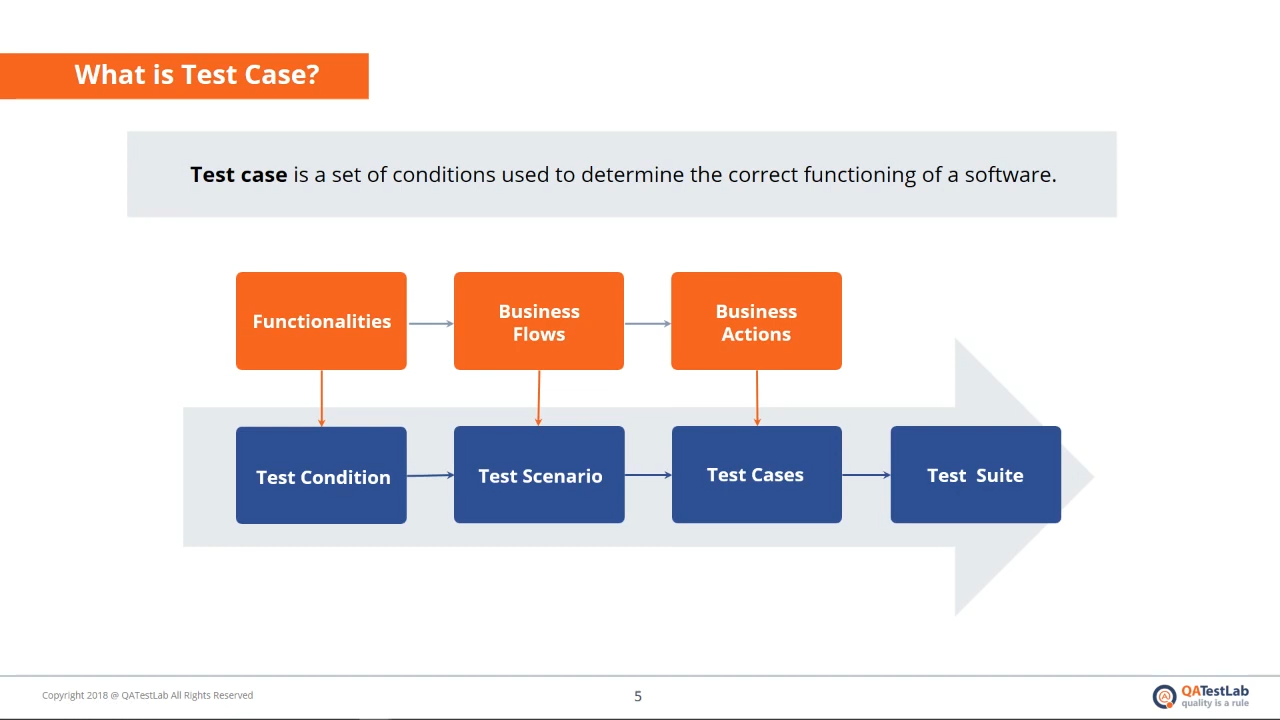 What is Test Case?
Test case is a set of conditions used to determine the correct functioning of a software.
Functionalities
Business
Flows
Business
Actions
Test Condition
Test Scenario
Test Cases
Test Suite
Copyright 2018 @ QATestLab All Rights Reserved
5
QATestLab
quality is a rule